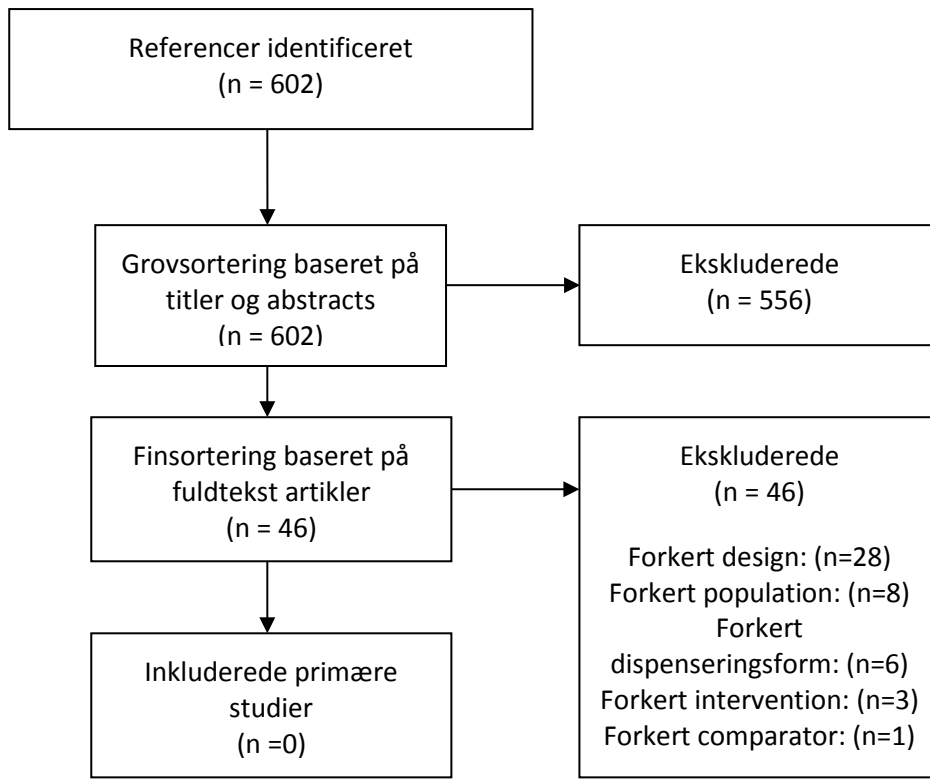 Referencer identificeret
(n = 602)
Grovsortering baseret på
titler og abstracts
(n = 602)
Ekskluderede
(n = 556)
Finsortering baseret på
fuldtekst artikler
(n = 46)
Ekskluderede
(n = 46)
Forkert design: (n=28)
Forkert population: (n=8)
Forkert
dispenseringsform: (n=6)
Forkert intervention: (n=3)
Forkert comparator: (n=1)
Inkluderede primære
studier
(n =0)